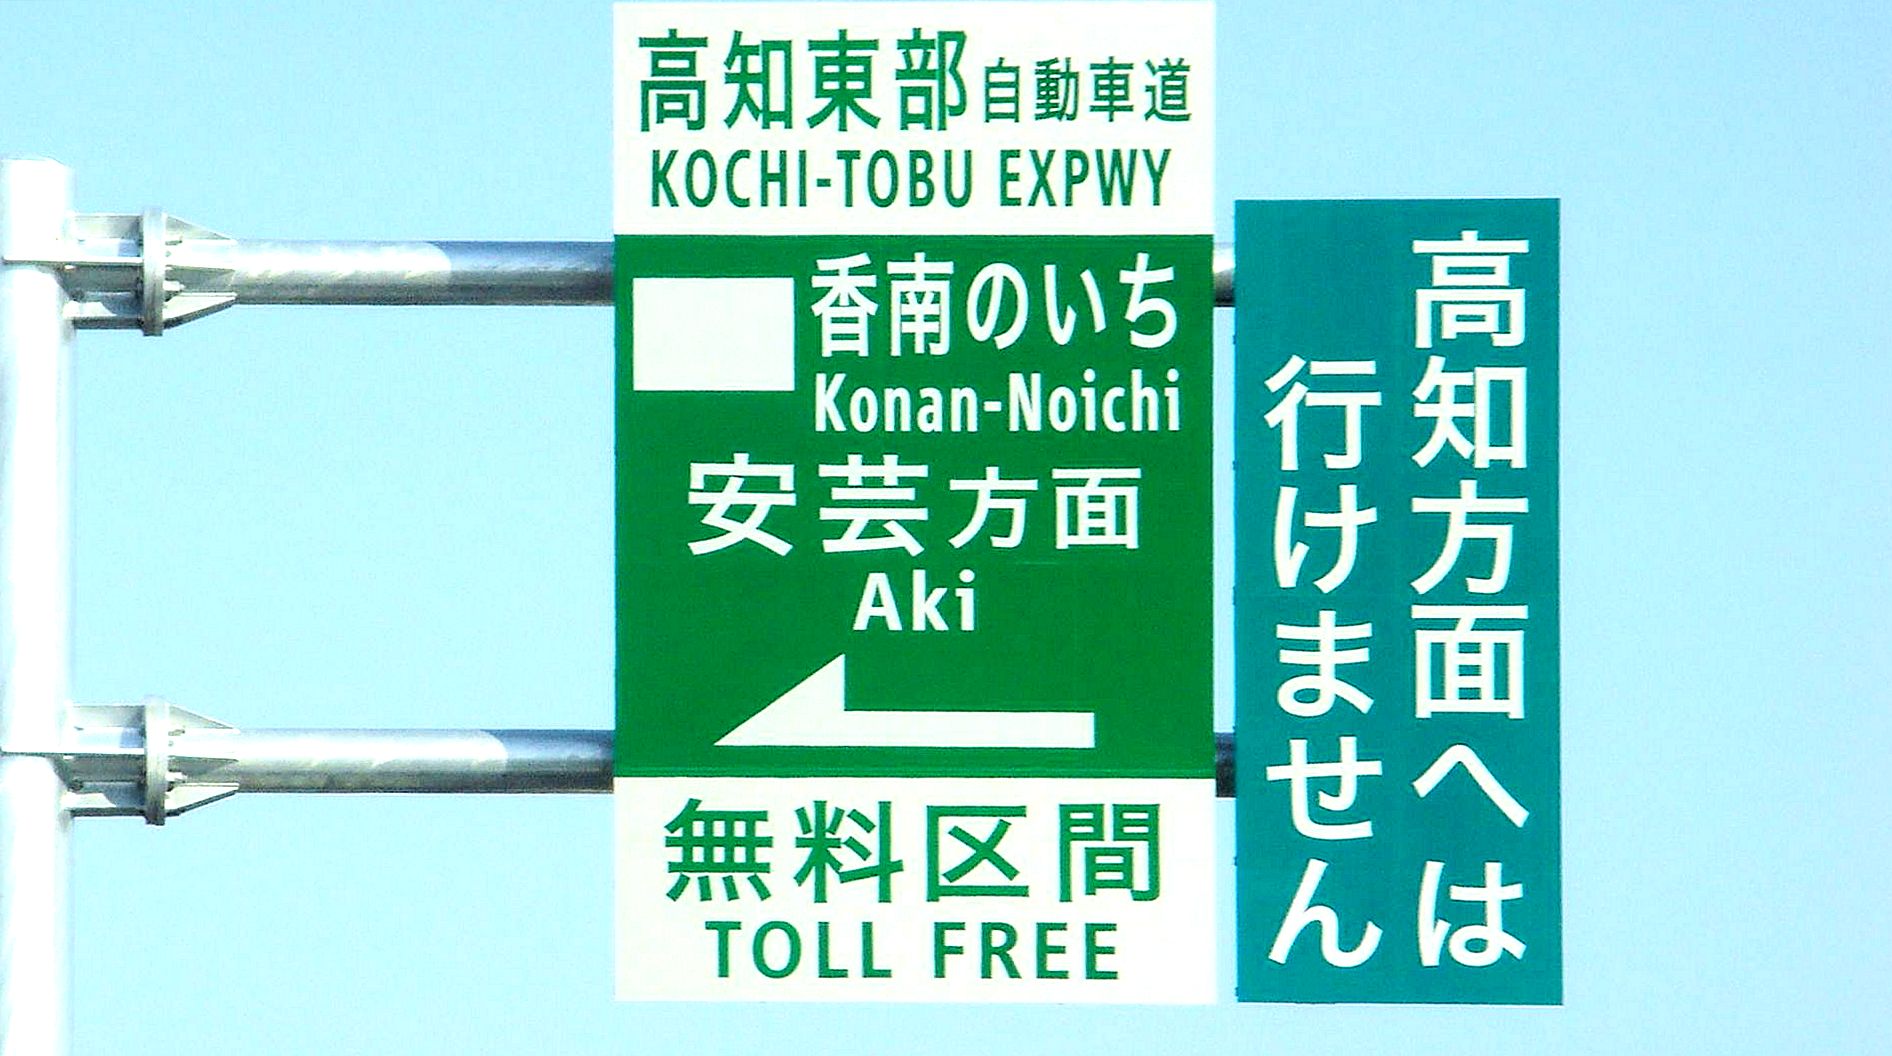 高知東部自動車道
KOCHI-TOBU EXPWY
香南のいち
Konan-Noichi
安芸方面
Aki
無料区間
TOLL FREE
高知方面へは
行けません